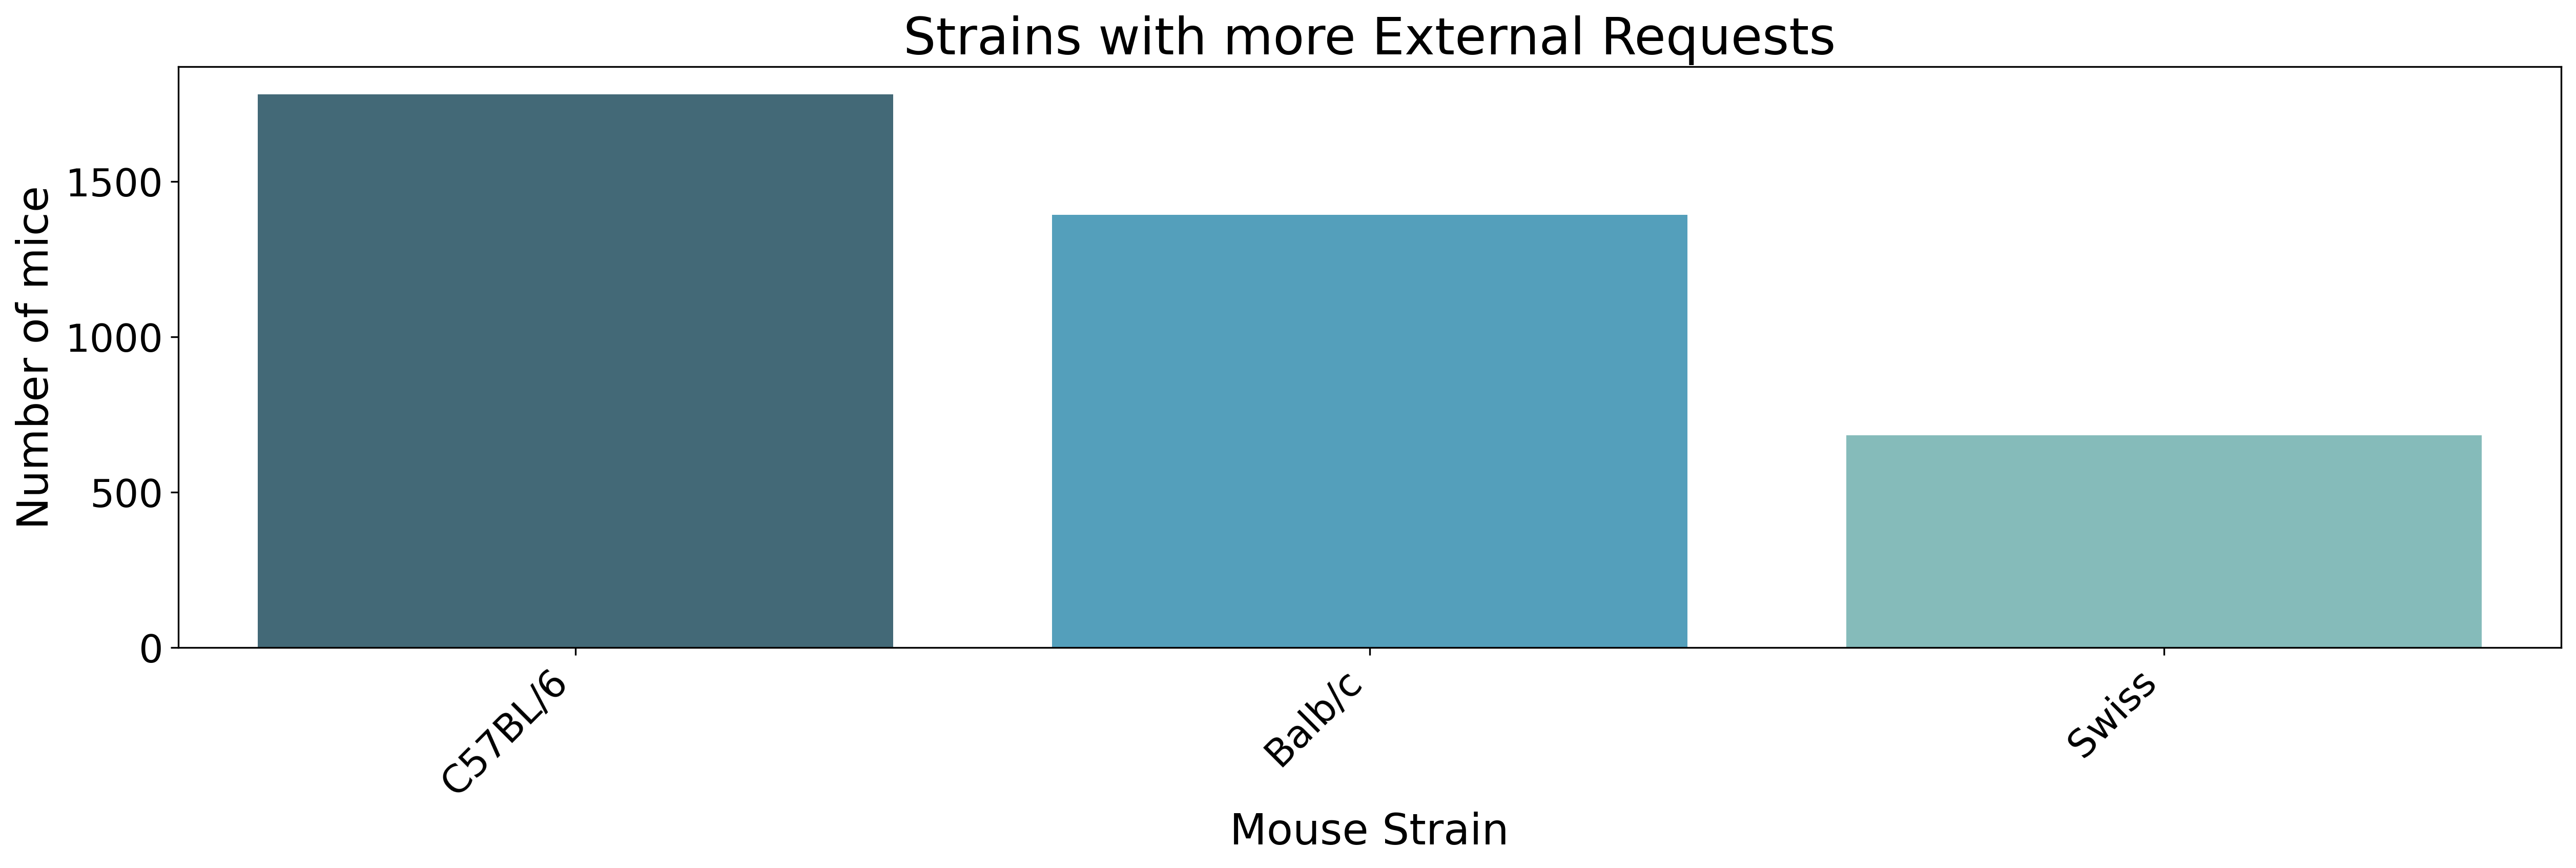 Strains with more External Requests
Number of mice
1500
1000
500
0
C57BL/6
Balb/c
Swiss
Mouse Strain